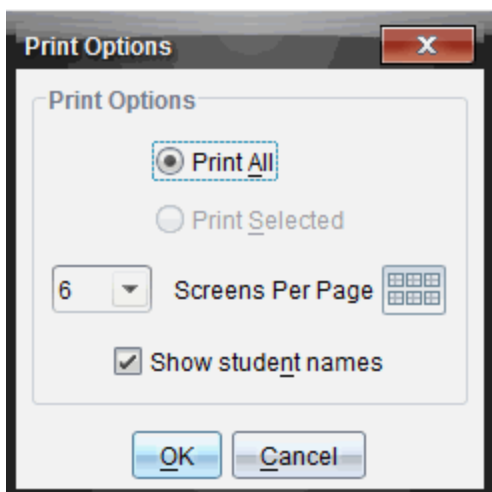 Print Options
Print Options
Print All
Print Selected
6 Screens Per Page
Show student names
OK Cancel